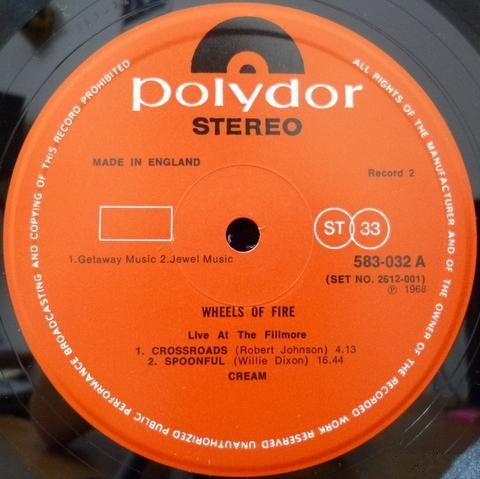 polydor
STEREO
MADE IN ENGLAND
Record 2
ST 33
1.Getaway Music 2.Jewel Music
583-032 A
(SET NO. 2612-001)
℗ 1968
WHEELS OF FIRE
Live At The Fillmore
1. CROSSROADS (Robert Johnson) 4.13
2. SPOONFUL (Willie Dixon) 16.44
CREAM
ALL RIGHTS OF THE MANUFACTURER AND OF THE OWNER OF THE RECORDED WORK RESERVED UNAUTHORIZED PUBLIC PERFORMANCE BROADCASTING AND COPYING OF THIS RECORD PROHIBITED